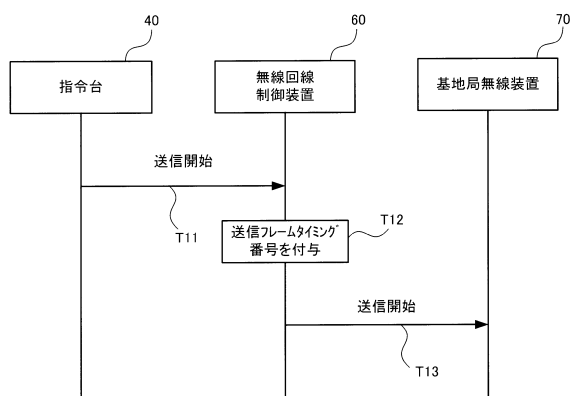 40
60
70
指令台
無線回線
制御装置
基地局無線装置
送信開始
T11
送信ﾌﾚｰﾑﾀｲﾐﾝｸﾞ
番号を付与
T12
送信開始
T13